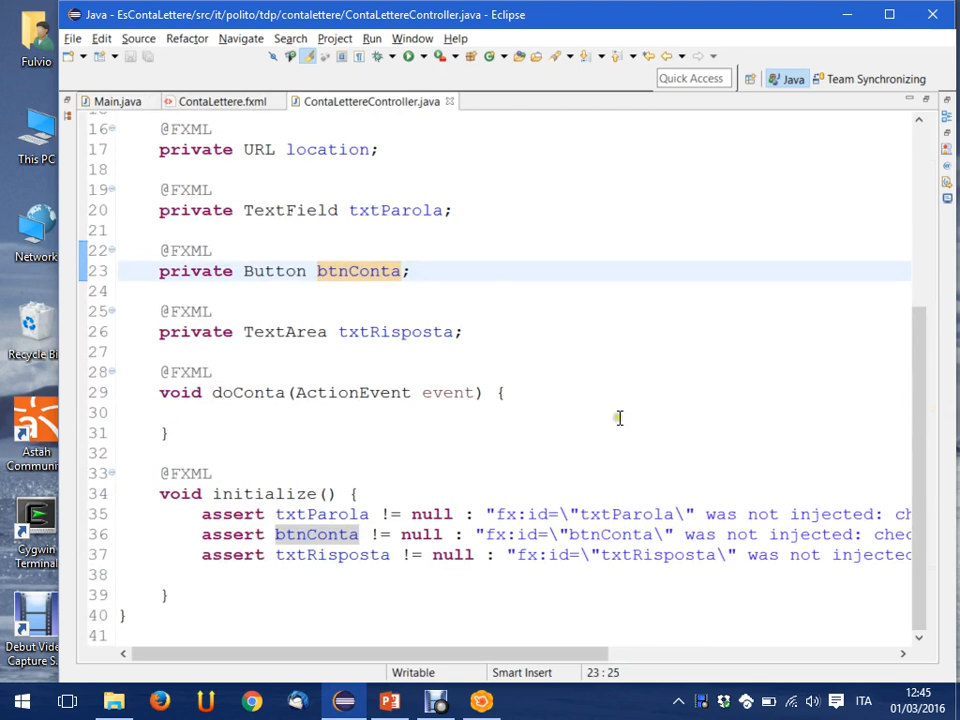 Java - EsContaLettere/src/it/polito/tdp/contalettere/ContaLettereController.java - Eclipse
File Edit Source Refactor Navigate Search Project Run Window Help
Quick Access Java Team Synchronizing
Main.java ContaLettere.fxml ContaLettereController.java
16 @FXML
17 private URL location;
18
19 @FXML
20 private TextField txtParola;
21
22 @FXML
23 private Button btnConta;
24
25 @FXML
26 private TextArea txtRisposta;
27
28 @FXML
29 void doConta(ActionEvent event) {
30
31 }
32
33 @FXML
34 void initialize() {
35 assert txtParola != null : "fx:id=\"txtParola\" was not injected: ch
36 assert btnConta != null : "fx:id=\"btnConta\" was not injected: chec
37 assert txtRisposta != null : "fx:id=\"txtRisposta\" was not injected
38
39 }
40 }
41
Writable Smart Insert 23 : 25
Fulvio
This PC
Network
Recycle Bi
Astah
Commun
Cygwin
Terminal
Debut Vide
Capture S...
ITA
12:45
01/03/2016